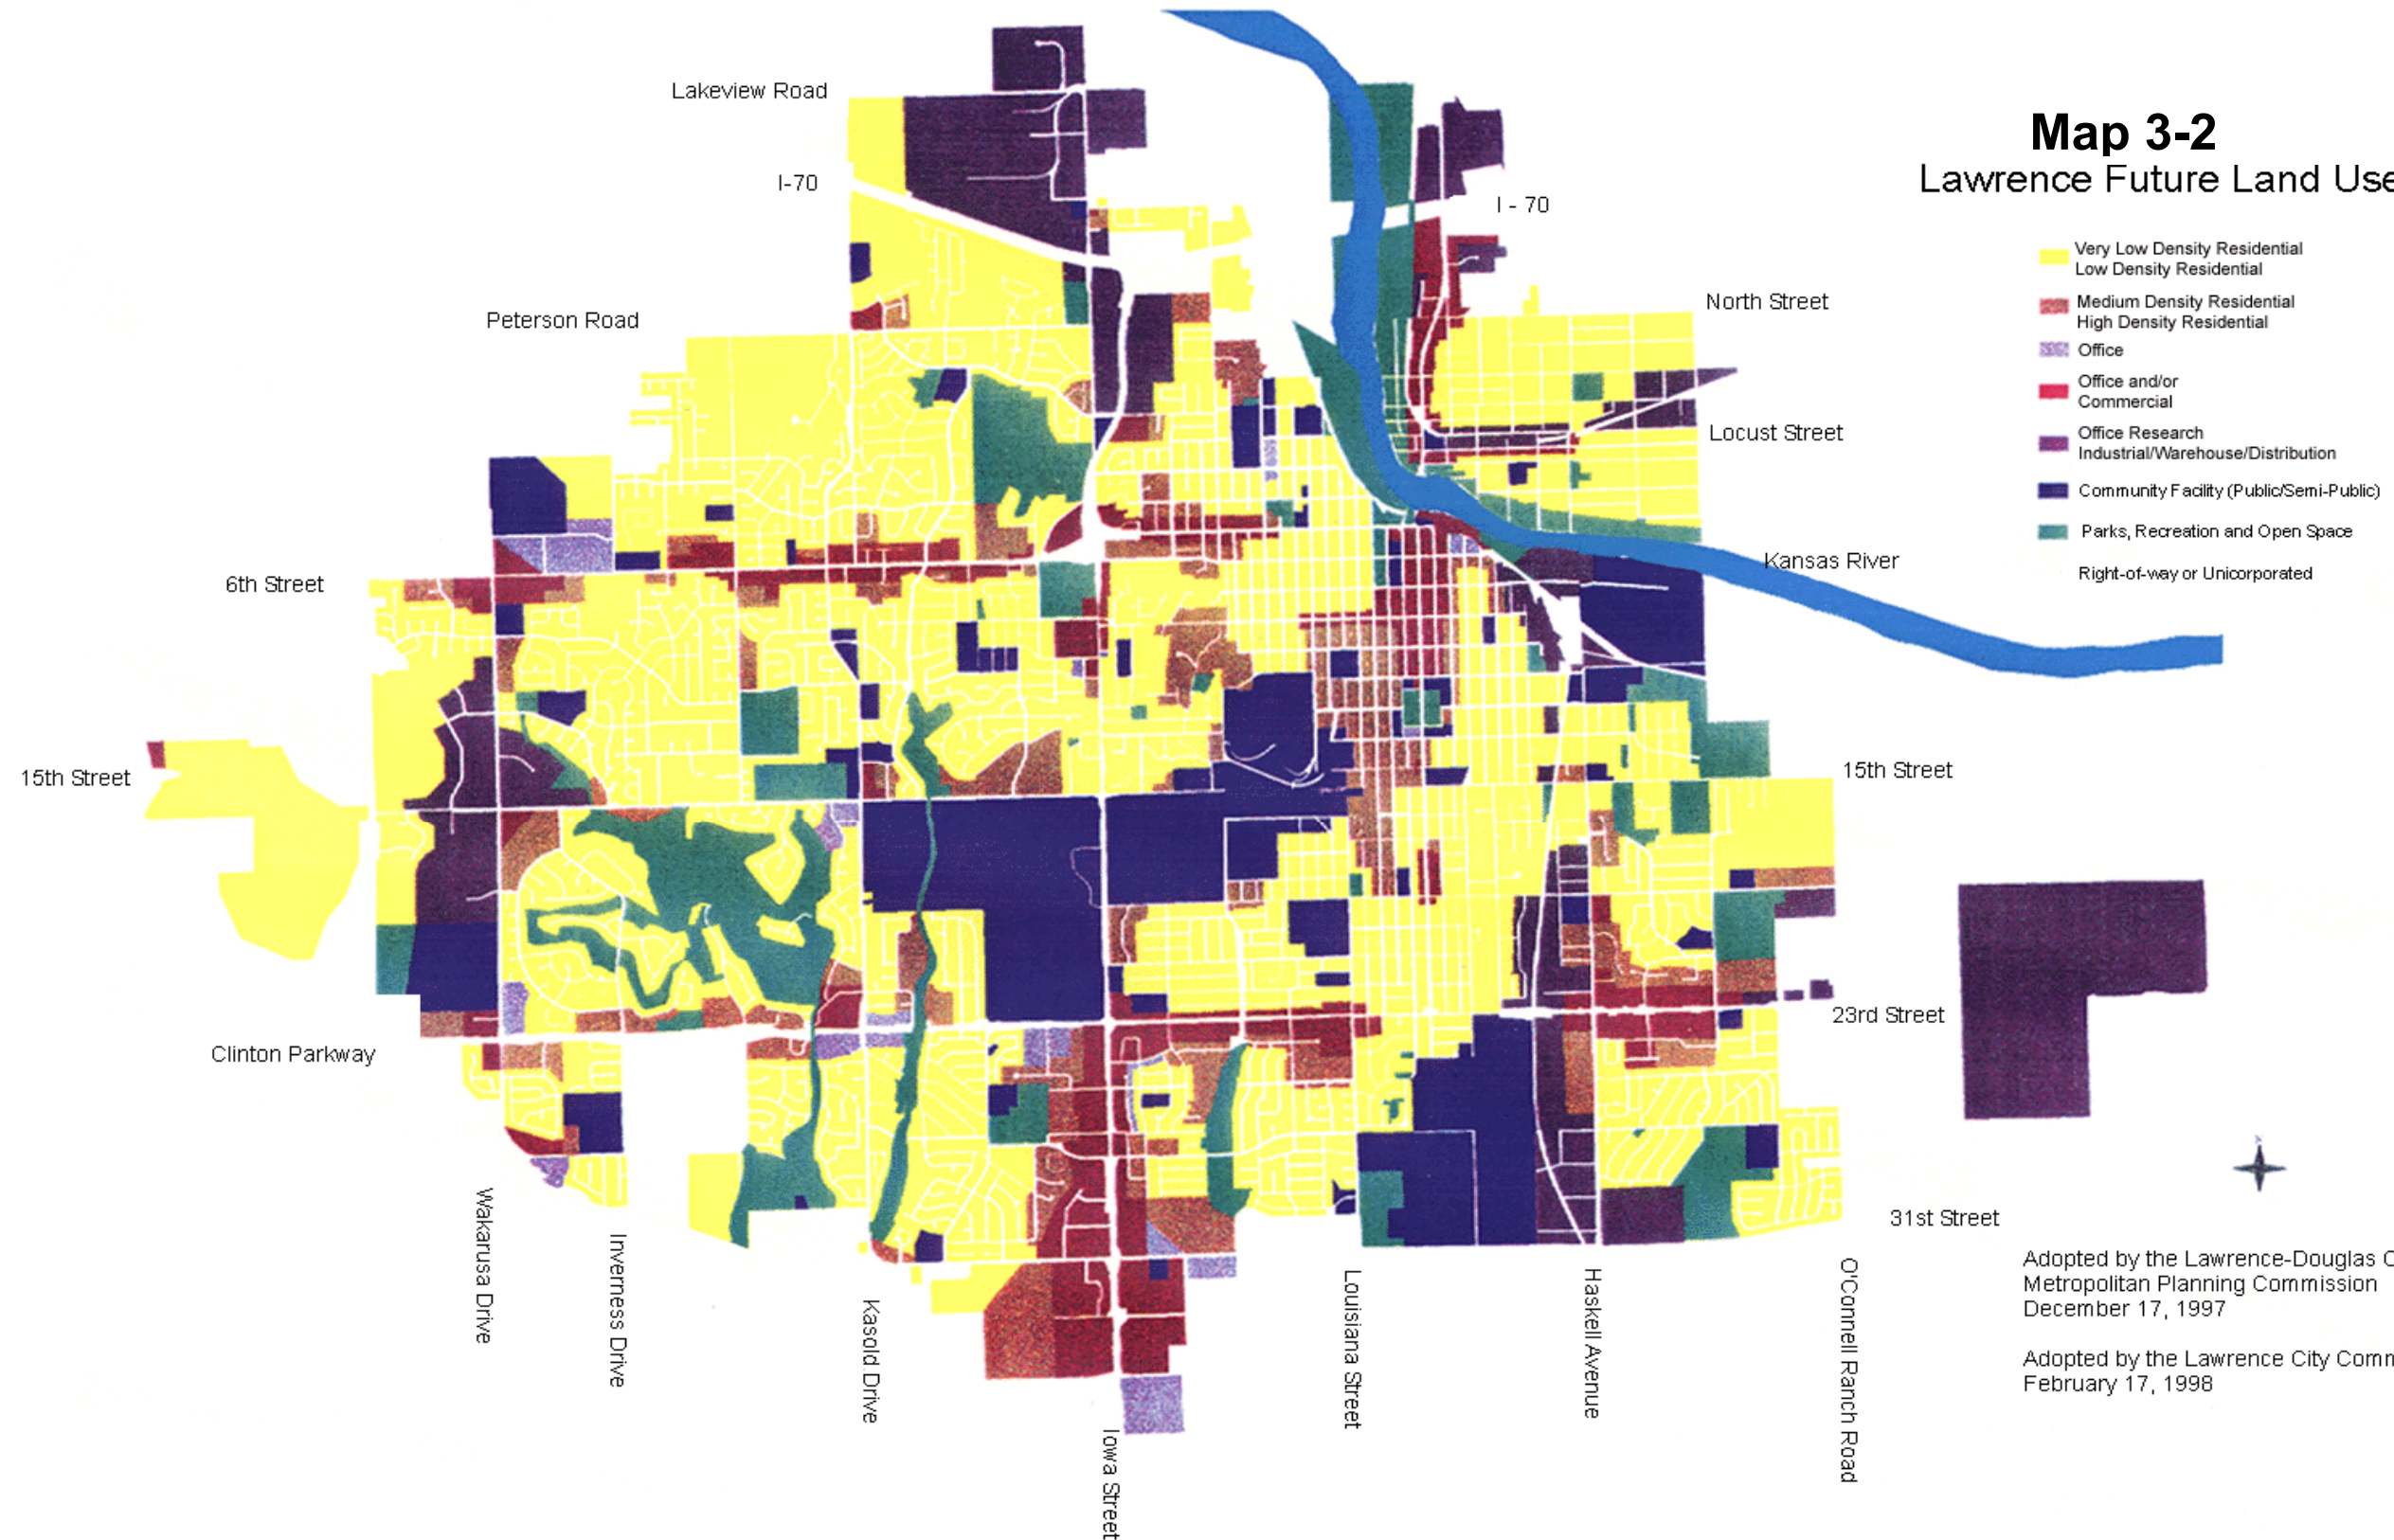 Map 3-2
Lawrence Future Land Use
Lakeview Road
I-70
I - 70
Peterson Road
North Street
Locust Street
Kansas River
6th Street
15th Street
15th Street
23rd Street
Clinton Parkway
31st Street
Very Low Density Residential
Low Density Residential
Medium Density Residential
High Density Residential
Office
Office and/or
Commercial
Office Research
Industrial/Warehouse/Distribution
Community Facility (Public/Semi-Public)
Parks, Recreation and Open Space
Right-of-way or Unicorporated
Wakarusa Drive
Inverness Drive
Kasold Drive
Iowa Street
Louisiana Street
Haskell Avenue
O'Connell Ranch Road
Adopted by the Lawrence-Douglas C
Metropolitan Planning Commission
December 17, 1997
Adopted by the Lawrence City Comm
February 17, 1998